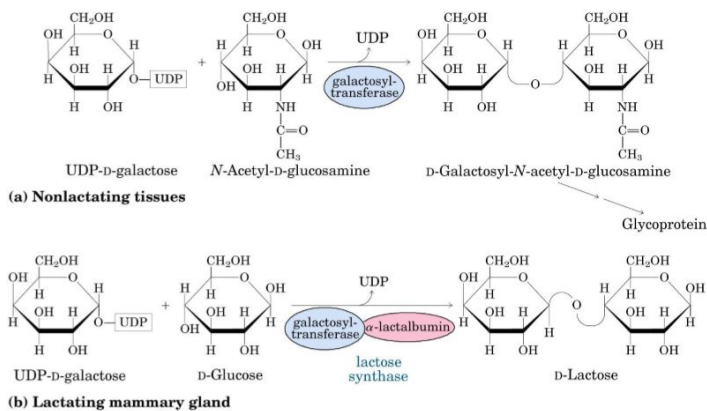 CH₂OH
OH
O
H
H
OH
H
H
O
UDP
H
OH
UDP-D-galactose
+
CH₂OH
H
O
OH
H
OH
H
OH
H
H
NH
C=O
CH₃
N-Acetyl-D-glucosamine
UDP
galactosyl-
transferase
CH₂OH
OH
O
H
H
OH
H
H
H
OH
O
CH₂OH
H
O
OH
H
OH
H
H
H
NH
C=O
CH₃
D-Galactosyl-N-acetyl-D-glucosamine
(a) Nonlactating tissues
Glycoprotein
CH₂OH
OH
O
H
H
OH
H
H
O
UDP
H
OH
UDP-D-galactose
+
CH₂OH
H
O
OH
H
OH
H
OH
H
H
OH
D-Glucose
UDP
galactosyl-
transferase
α-lactalbumin
lactose
synthase
CH₂OH
OH
O
H
OH
H
H
H
H
OH
O
CH₂OH
H
O
OH
H
OH
H
H
H
OH
D-Lactose
(b) Lactating mammary gland